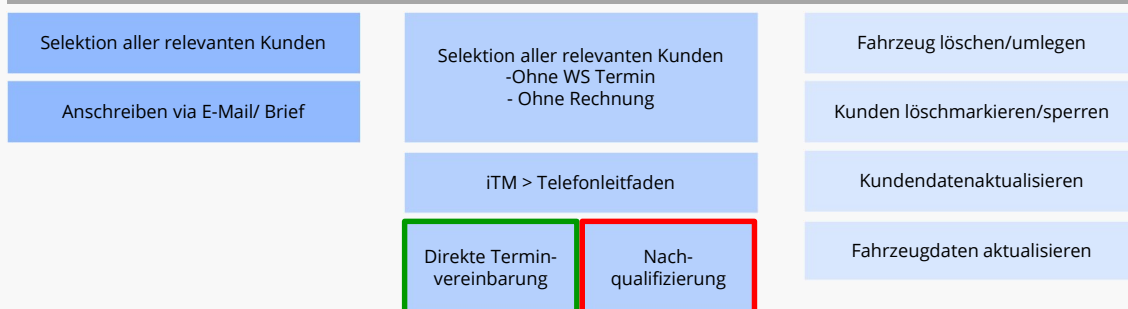 Selektion aller relevanten Kunden
Anschreiben via E-Mail/ Brief
Selektion aller relevanten Kunden
-Ohne WS Termin
- Ohne Rechnung
iTM > Telefonleitfaden
Direkte Termin-
vereinbarung
Nach-
qualifizierung
Fahrzeug löschen/umlegen
Kunden löschmarkieren/sperren
Kundendatenaktualisieren
Fahrzeugdaten aktualisieren